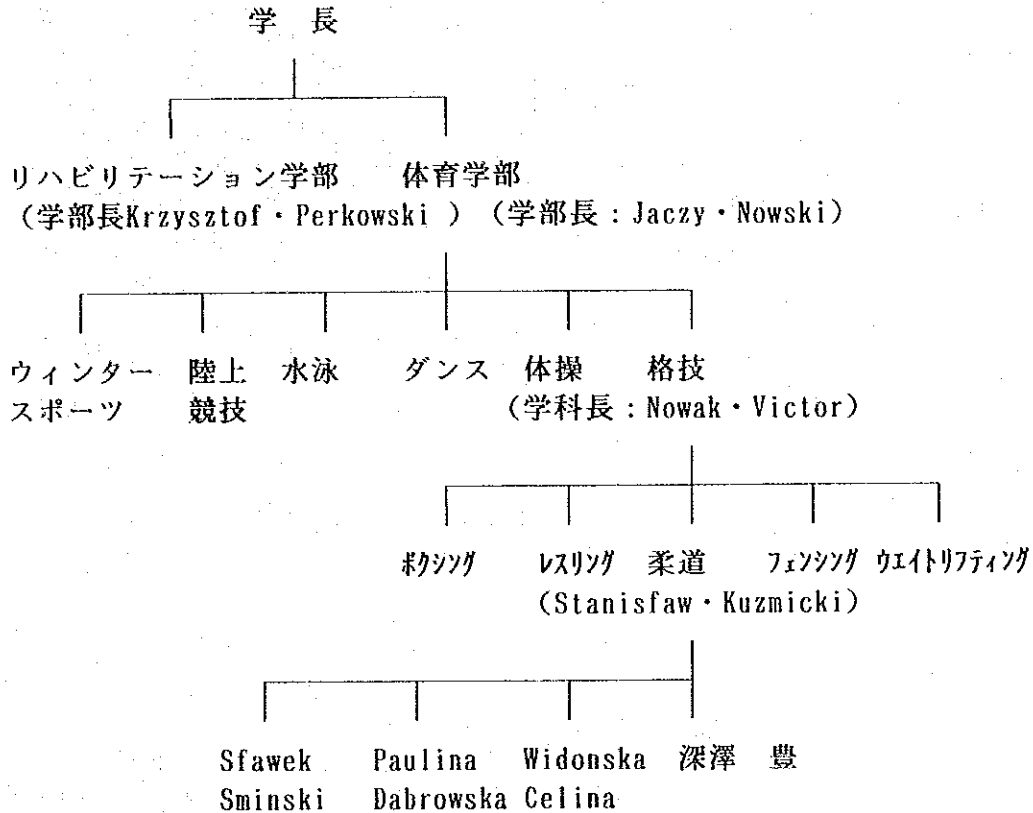 学 長
リハビリテーション学部 体育学部
（学部長Krzysztof・Perkowski ）（学部長：Jaczy・Nowski）
ウィンター 陸上 水泳 ダンス 体操 格技
スポーツ 競技 （学科長：Nowak・Victor）
ボクシング レスリング 柔道 フェンシング ウエイトリフティング
（Stanisfaw・Kuzmicki）
Sfawek Paulina Widonska 深澤 豊
Sminski Dabrowska Celina